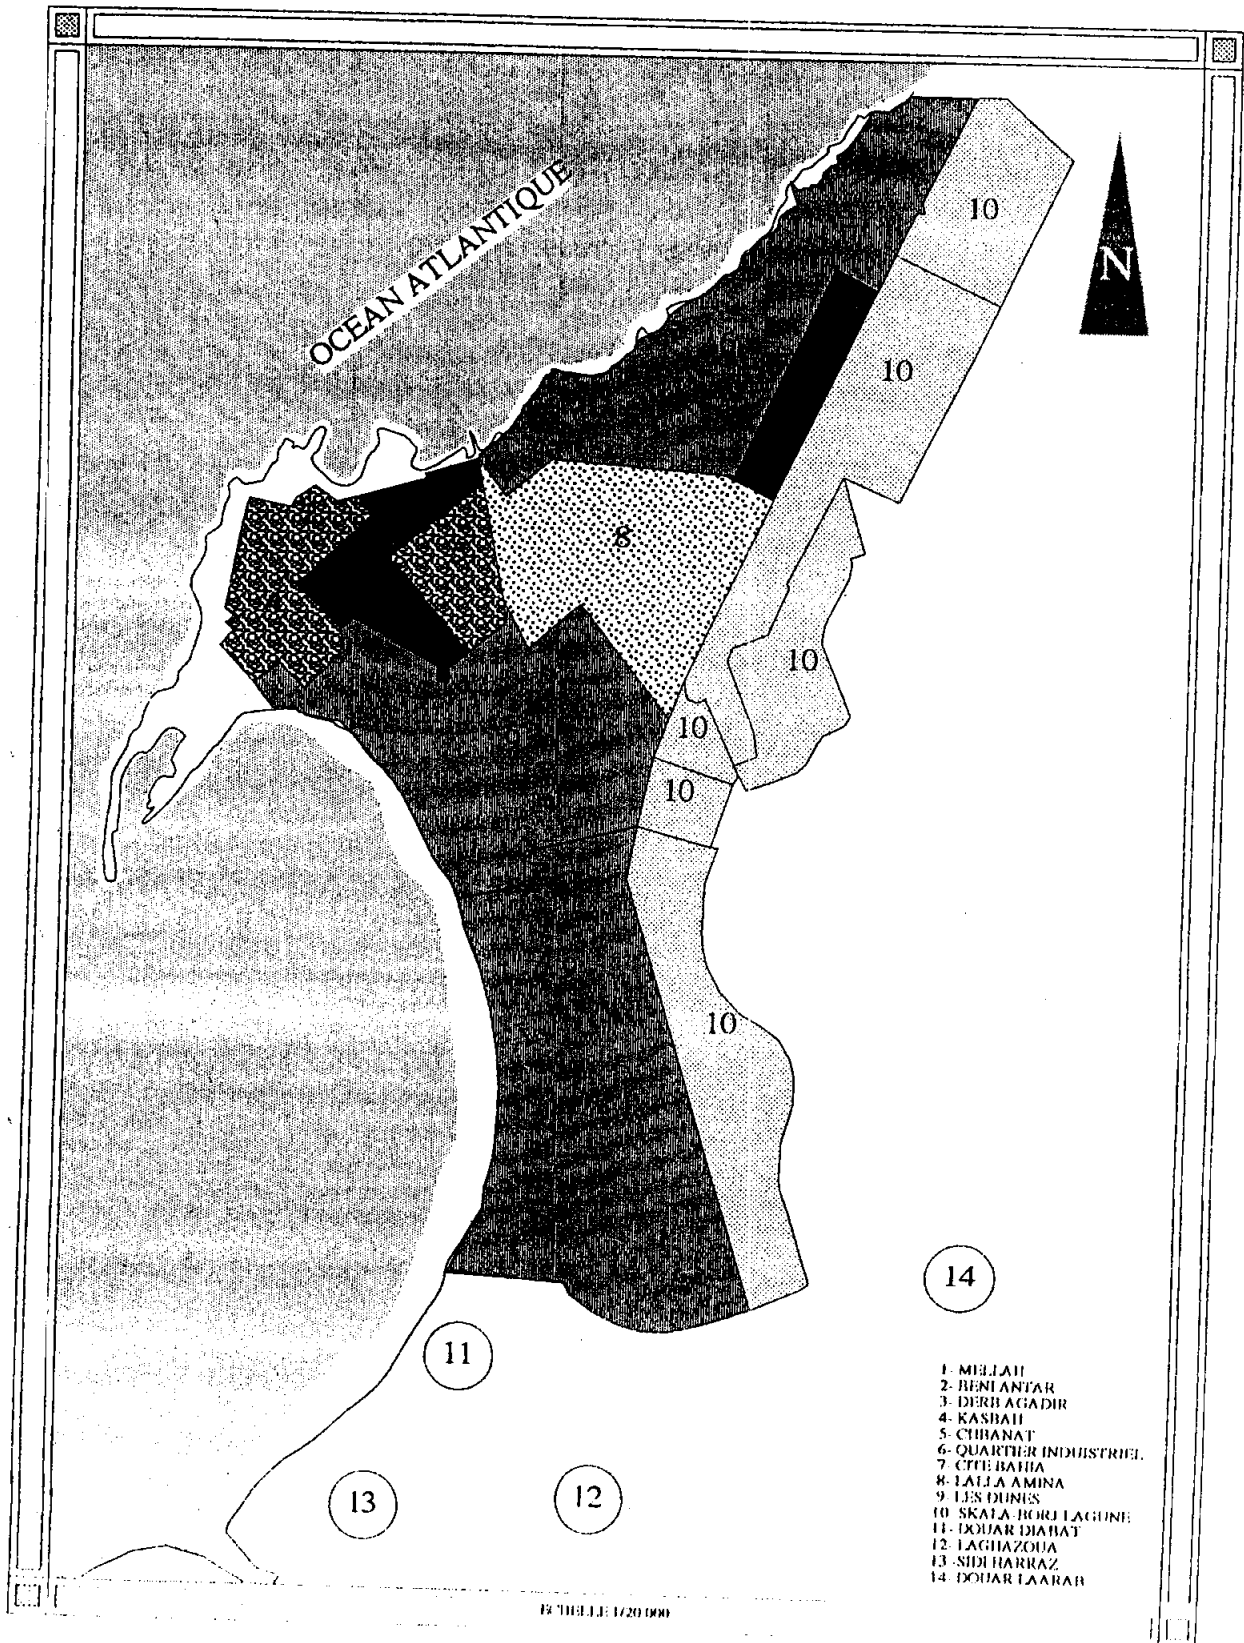 OCEAN ATLANTIQUE
N
10
10
8
10
10
10
10
14
11
13
12
1- MELLAH
2- BENI ANTAR
3- DERB AGADIR
4- KASBAH
5- CHBANAT
6- QUARTIER INDUISTRIEL
7- CITE BAHIA
8- LALLA AMINA
9- LES DUNES
10 SKALA-BORJ LAGUNE
11- DOUAR DIABAT
12- LAGHAZOUA
13 -SIDI HARRAZ
14- DOUAR LAARAB
ECHELLE 1/20 000